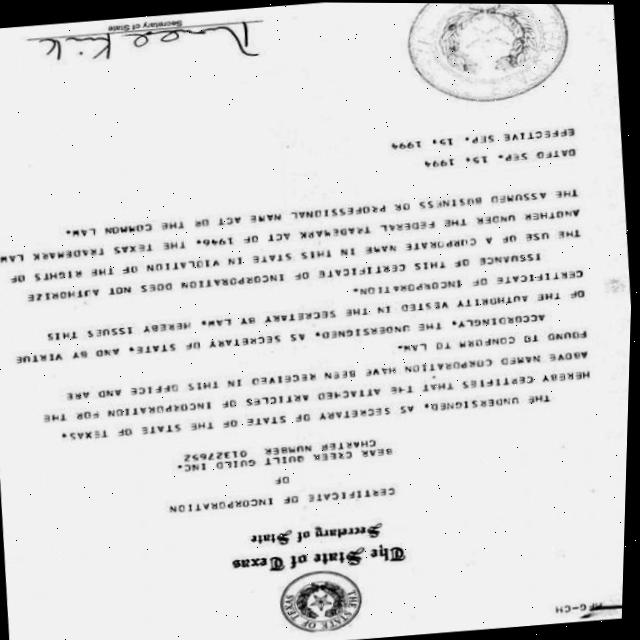 THE STATE OF TEXAS
The State of Texas
Secretary of State
CERTIFICATE OF INCORPORATION
OF
BEAR CREEK QUILT GUILD INC.
CHARTER NUMBER 01327652
THE UNDERSIGNED, AS SECRETARY OF STATE OF THE STATE OF TEXAS,
HEREBY CERTIFIES THAT THE ATTACHED ARTICLES OF INCORPORATION FOR THE
ABOVE NAMED CORPORATION HAVE BEEN RECEIVED IN THIS OFFICE AND ARE
FOUND TO CONFORM TO LAW.
ACCORDINGLY, THE UNDERSIGNED, AS SECRETARY OF STATE, AND BY VIRTUE
OF THE AUTHORITY VESTED IN THE SECRETARY BY LAW, HEREBY ISSUES THIS
CERTIFICATE OF INCORPORATION.
ISSUANCE OF THIS CERTIFICATE OF INCORPORATION DOES NOT AUTHORIZE
THE USE OF A CORPORATE NAME IN THIS STATE IN VIOLATION OF THE RIGHTS OF
ANOTHER UNDER THE FEDERAL TRADEMARK ACT OF 1946, THE TEXAS TRADEMARK LAW
THE ASSUMED BUSINESS OR PROFESSIONAL NAME ACT OR THE COMMON LAW.
DATED SEP. 15, 1994
EFFECTIVE SEP. 15, 1994
Secretary of State